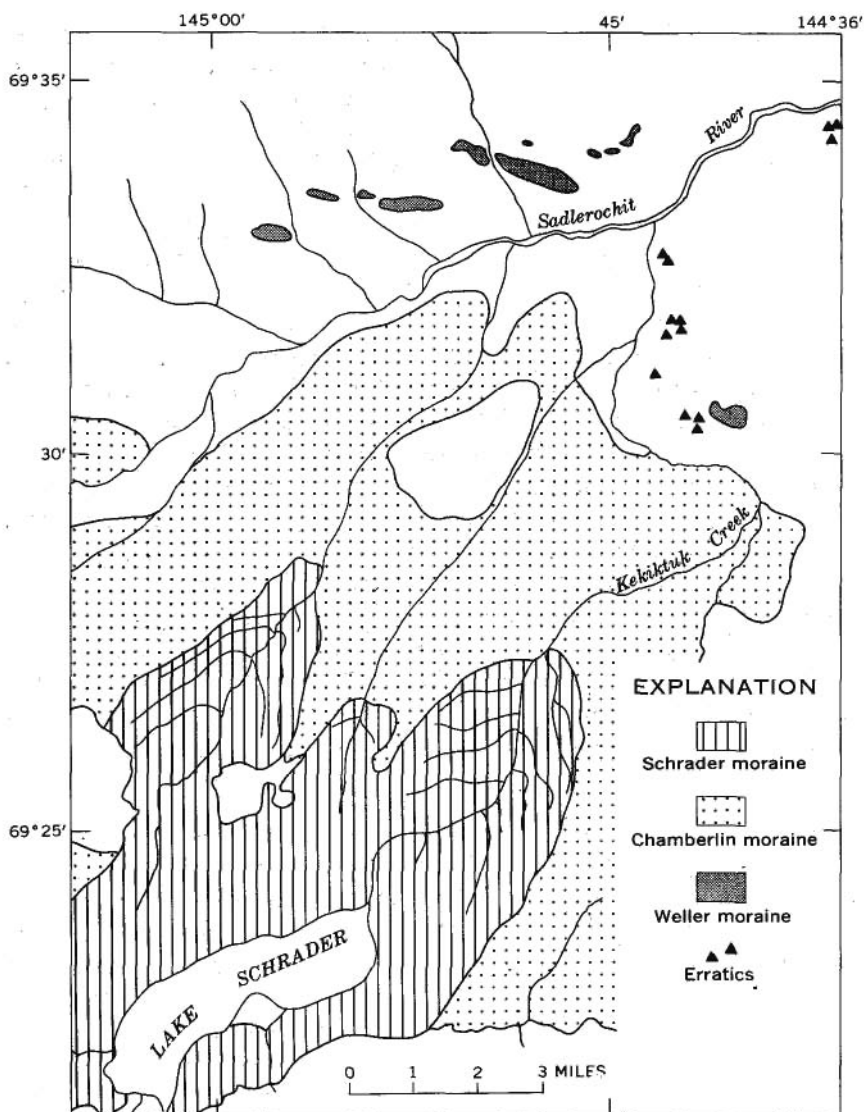 145°00'
45'
144°36'
69°35'
River
Sadlerochit
30'
Kekiktuk Creek
EXPLANATION
Schrader moraine
Chamberlin moraine
Weller moraine
Erratics
69°25'
LAKE SCHRADER
0 1 2 3 MILES